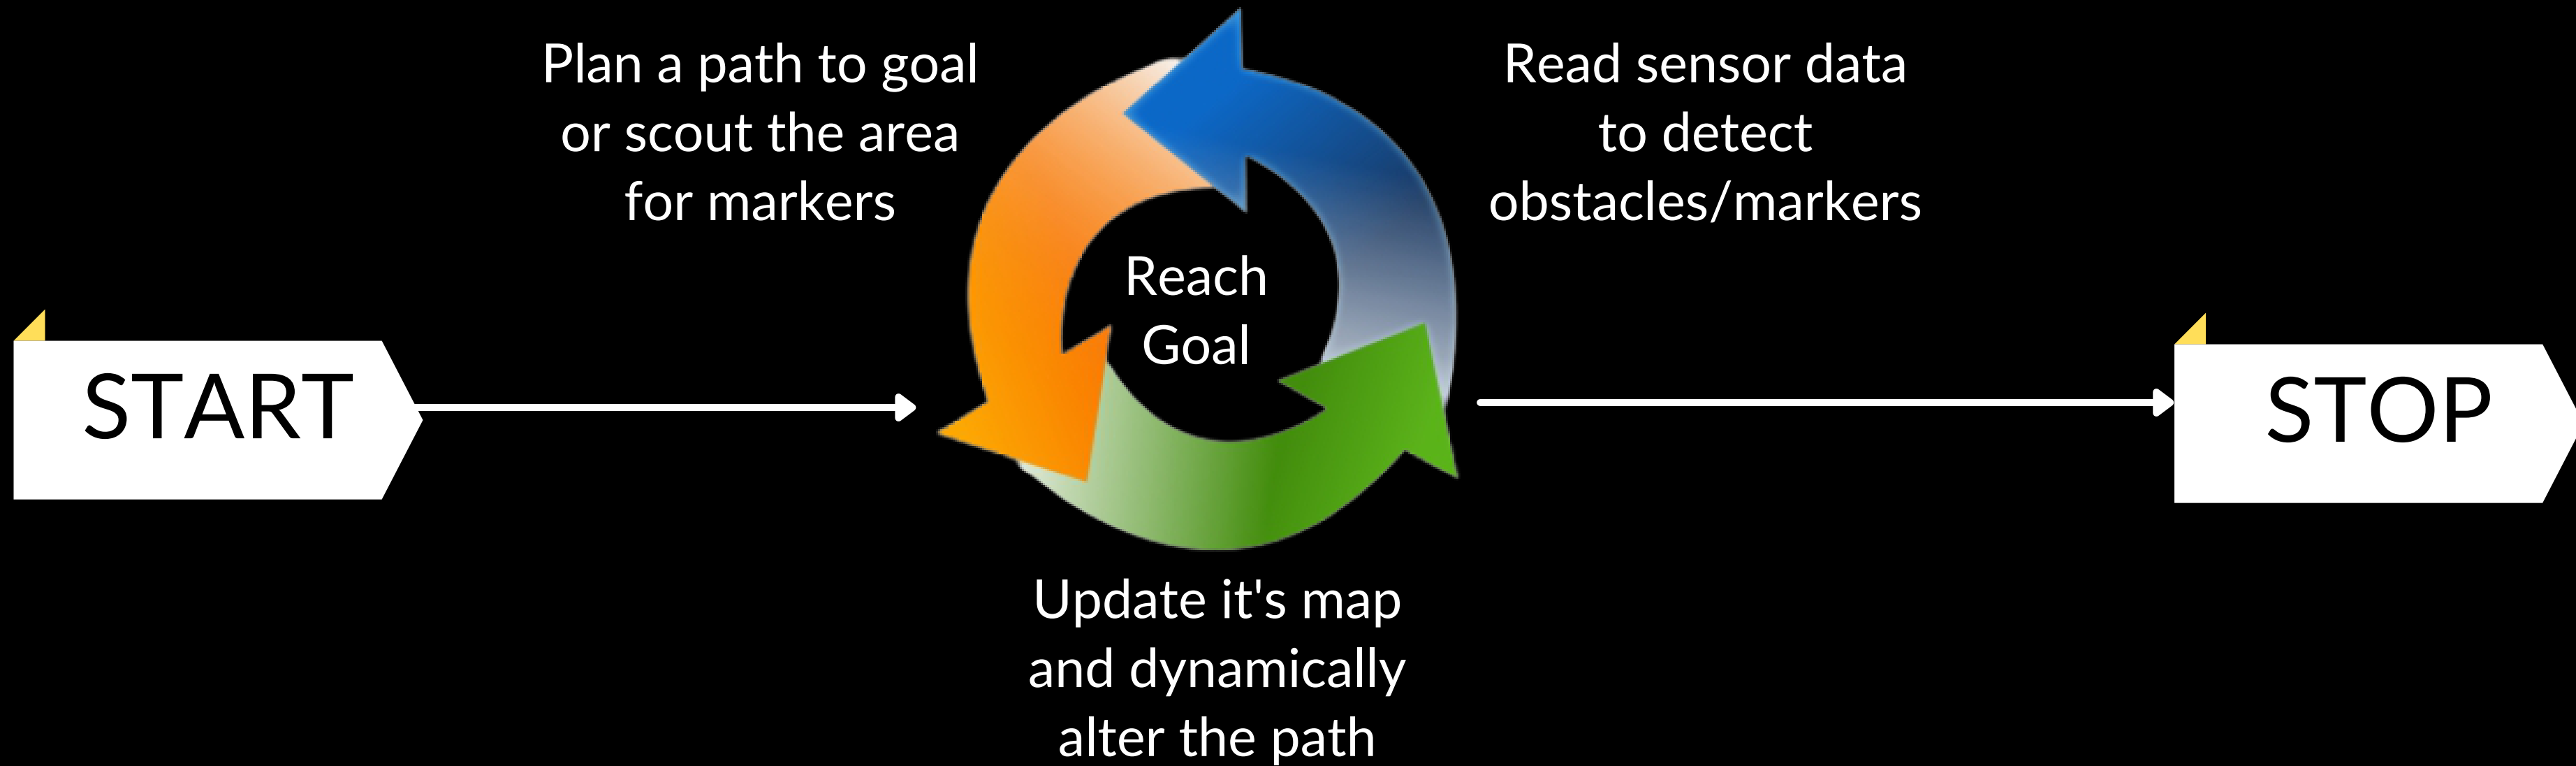 Plan a path to goal
or scout the area
for markers
Read sensor data
to detect
obstacles/markers
Reach
Goal
START
STOP
Update it's map
and dynamically
alter the path